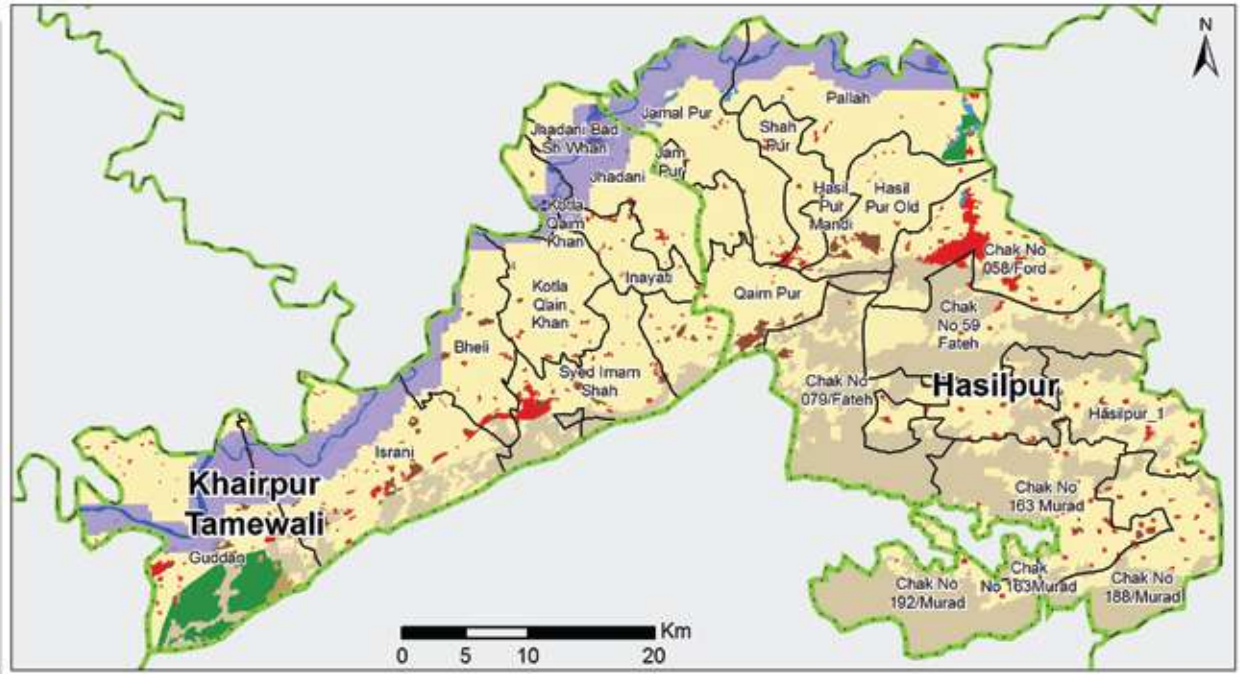 N
Pallah
Jamal Pur
Shah
Pur
Jhadani Bad
Sh Whan
Jam
Pur
Jhadani
Hasil
Pur
Mandi
Hasil
Pur Old
Kotla
Qaim
Khan
Chak No
058/Ford
Inayati
Qaim Pur
Kotla
Qain
Khan
Chak
No 59
Fateh
Bheli
Syed Imam
Shah
Chak No
079/Fateh
Hasilpur
Hasilpur_1
Israni
Khairpur
Tamewali
Chak No
163 Murad
Guddan
Chak No
192/Murad
Chak
No 163Murad
Chak No
188/Murad
Km
0 5 10 20